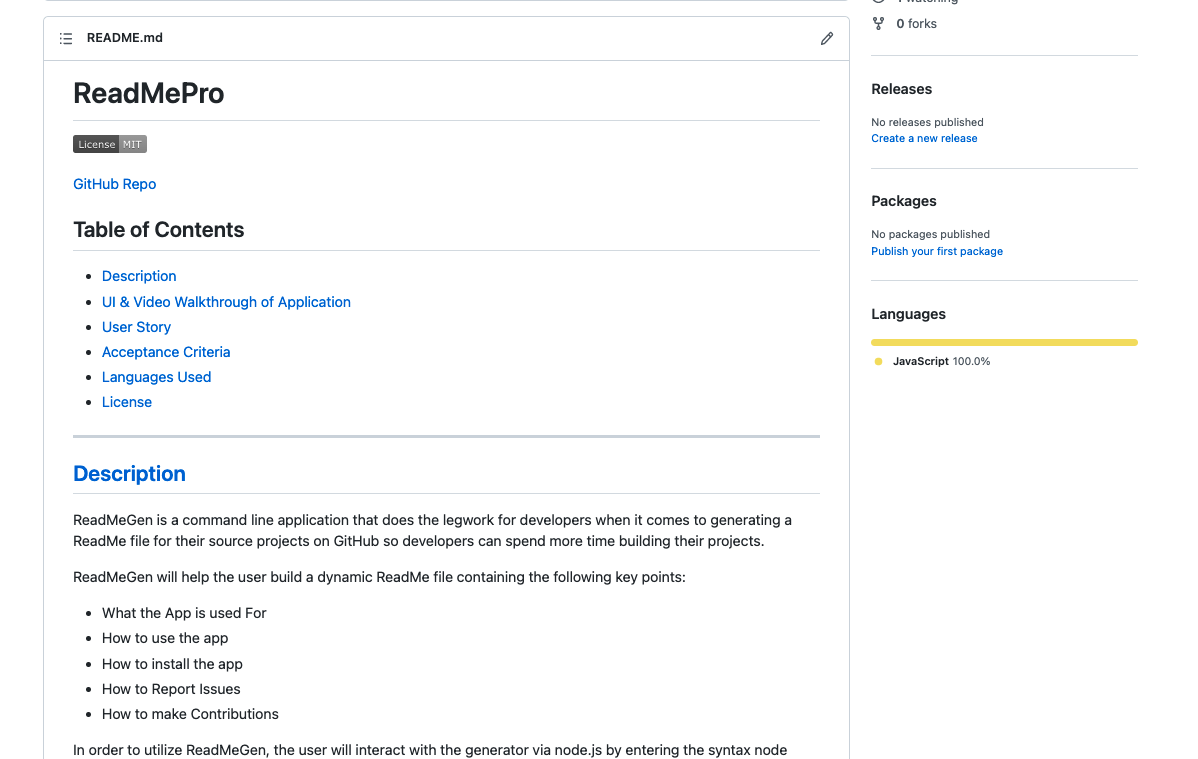 1 watching
0 forks
README.md
ReadMePro
License MIT
GitHub Repo
Table of Contents
Description
UI & Video Walkthrough of Application
User Story
Acceptance Criteria
Languages Used
License
Description
ReadMeGen is a command line application that does the legwork for developers when it comes to generating a
ReadMe file for their source projects on GitHub so developers can spend more time building their projects.
ReadMeGen will help the user build a dynamic ReadMe file containing the following key points:
What the App is used For
How to use the app
How to install the app
How to Report Issues
How to make Contributions
In order to utilize ReadMeGen, the user will interact with the generator via node.js by entering the syntax node
Releases
No releases published
Create a new release
Packages
No packages published
Publish your first package
Languages
JavaScript 100.0%